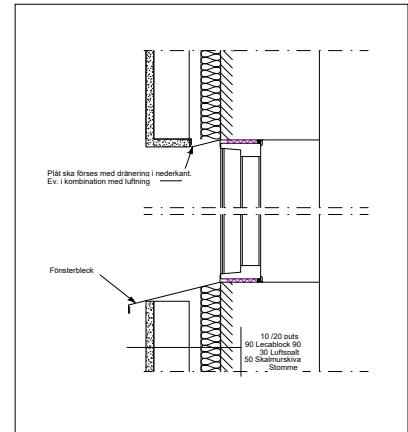 Plåt ska förses med dränering i nederkant.
Ev. i kombination med luftning
Fönsterbleck
10 /20 puts
90 Lecablock 90
30 Luftspalt
50 Skalmurskiva
Stomme